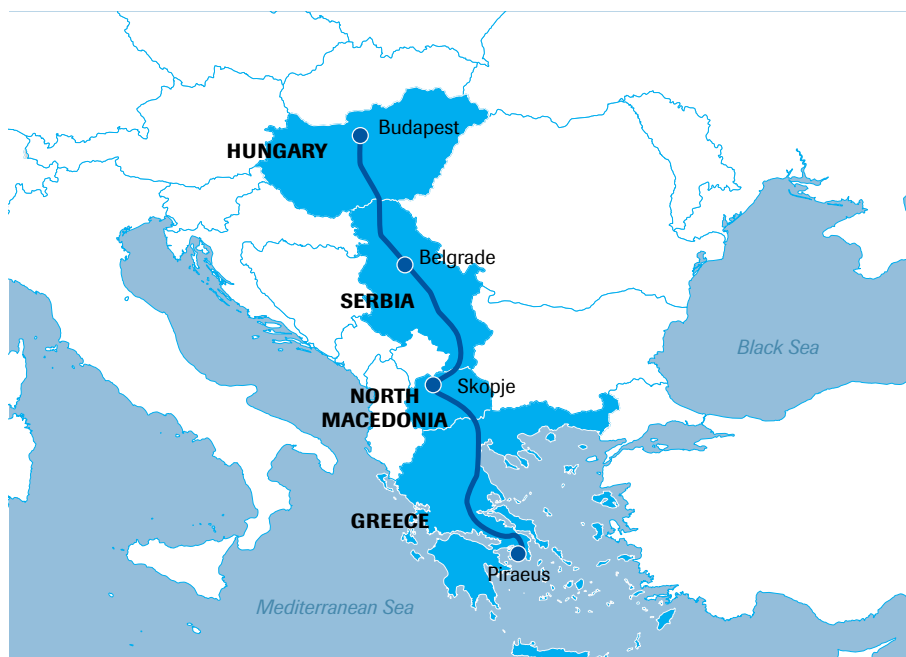 Budapest
HUNGARY
Belgrade
SERBIA
Black Sea
Skopje
NORTH
MACEDONIA
GREECE
Piraeus
Mediterranean Sea